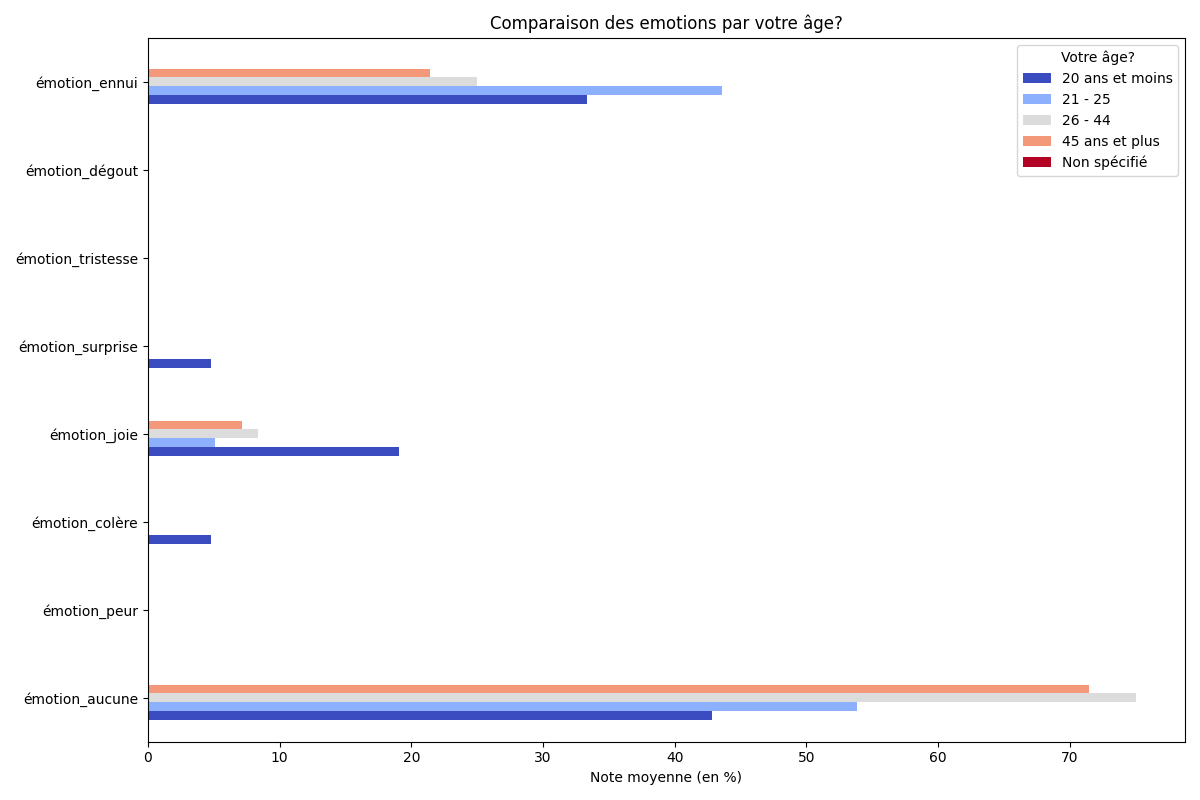 Comparaison des emotions par votre âge?
Votre âge?
20 ans et moins
21 - 25
26 - 44
45 ans et plus
Non spécifié
émotion_ennui
émotion_dégout
émotion_tristesse
émotion_surprise
émotion_joie
émotion_colère
émotion_peur
émotion_aucune
0 10 20 30 40 50 60 70
Note moyenne (en %)